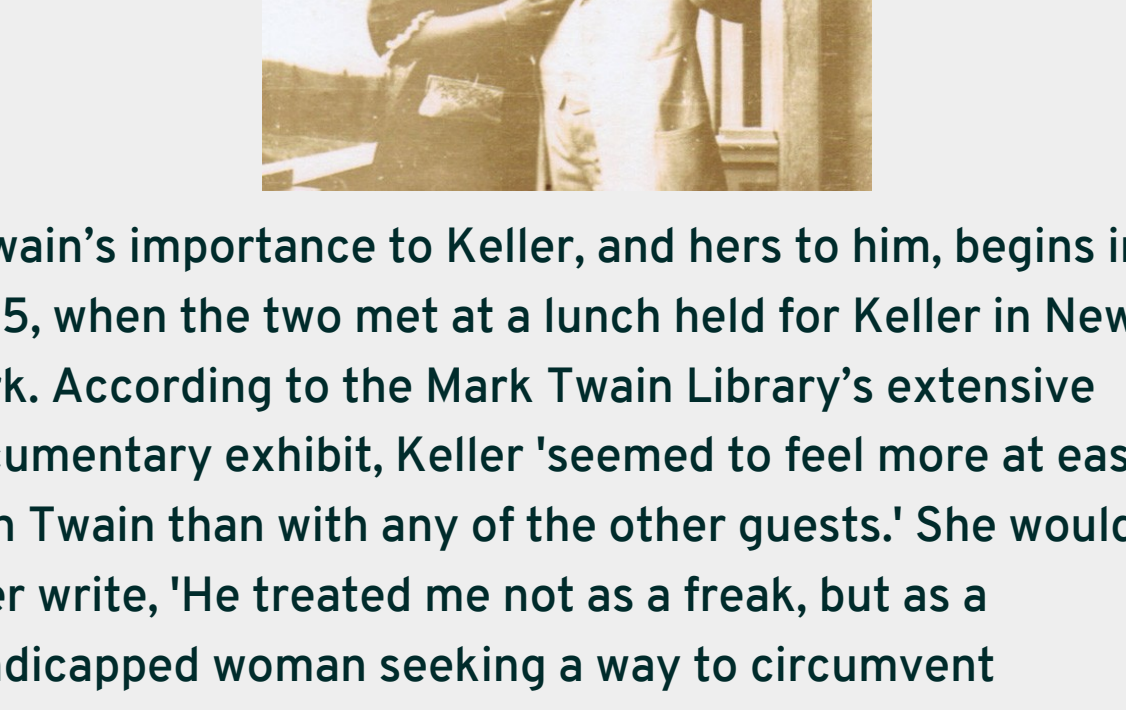 wain’s importance to Keller, and hers to him, begins in
5, when the two met at a lunch held for Keller in New
k. According to the Mark Twain Library’s extensive
cumentary exhibit, Keller 'seemed to feel more at eas
n Twain than with any of the other guests.' She would
er write, 'He treated me not as a freak, but as a
dicapped woman seeking a way to circumvent